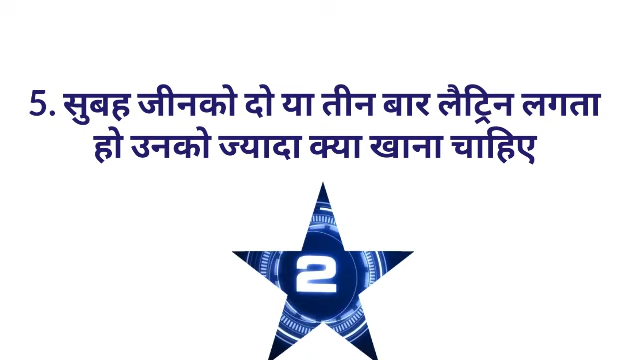 5. सुबह जीनको दो या तीन बार लैट्रिन लगता
हो उनको ज्यादा क्या खाना चाहिए
2